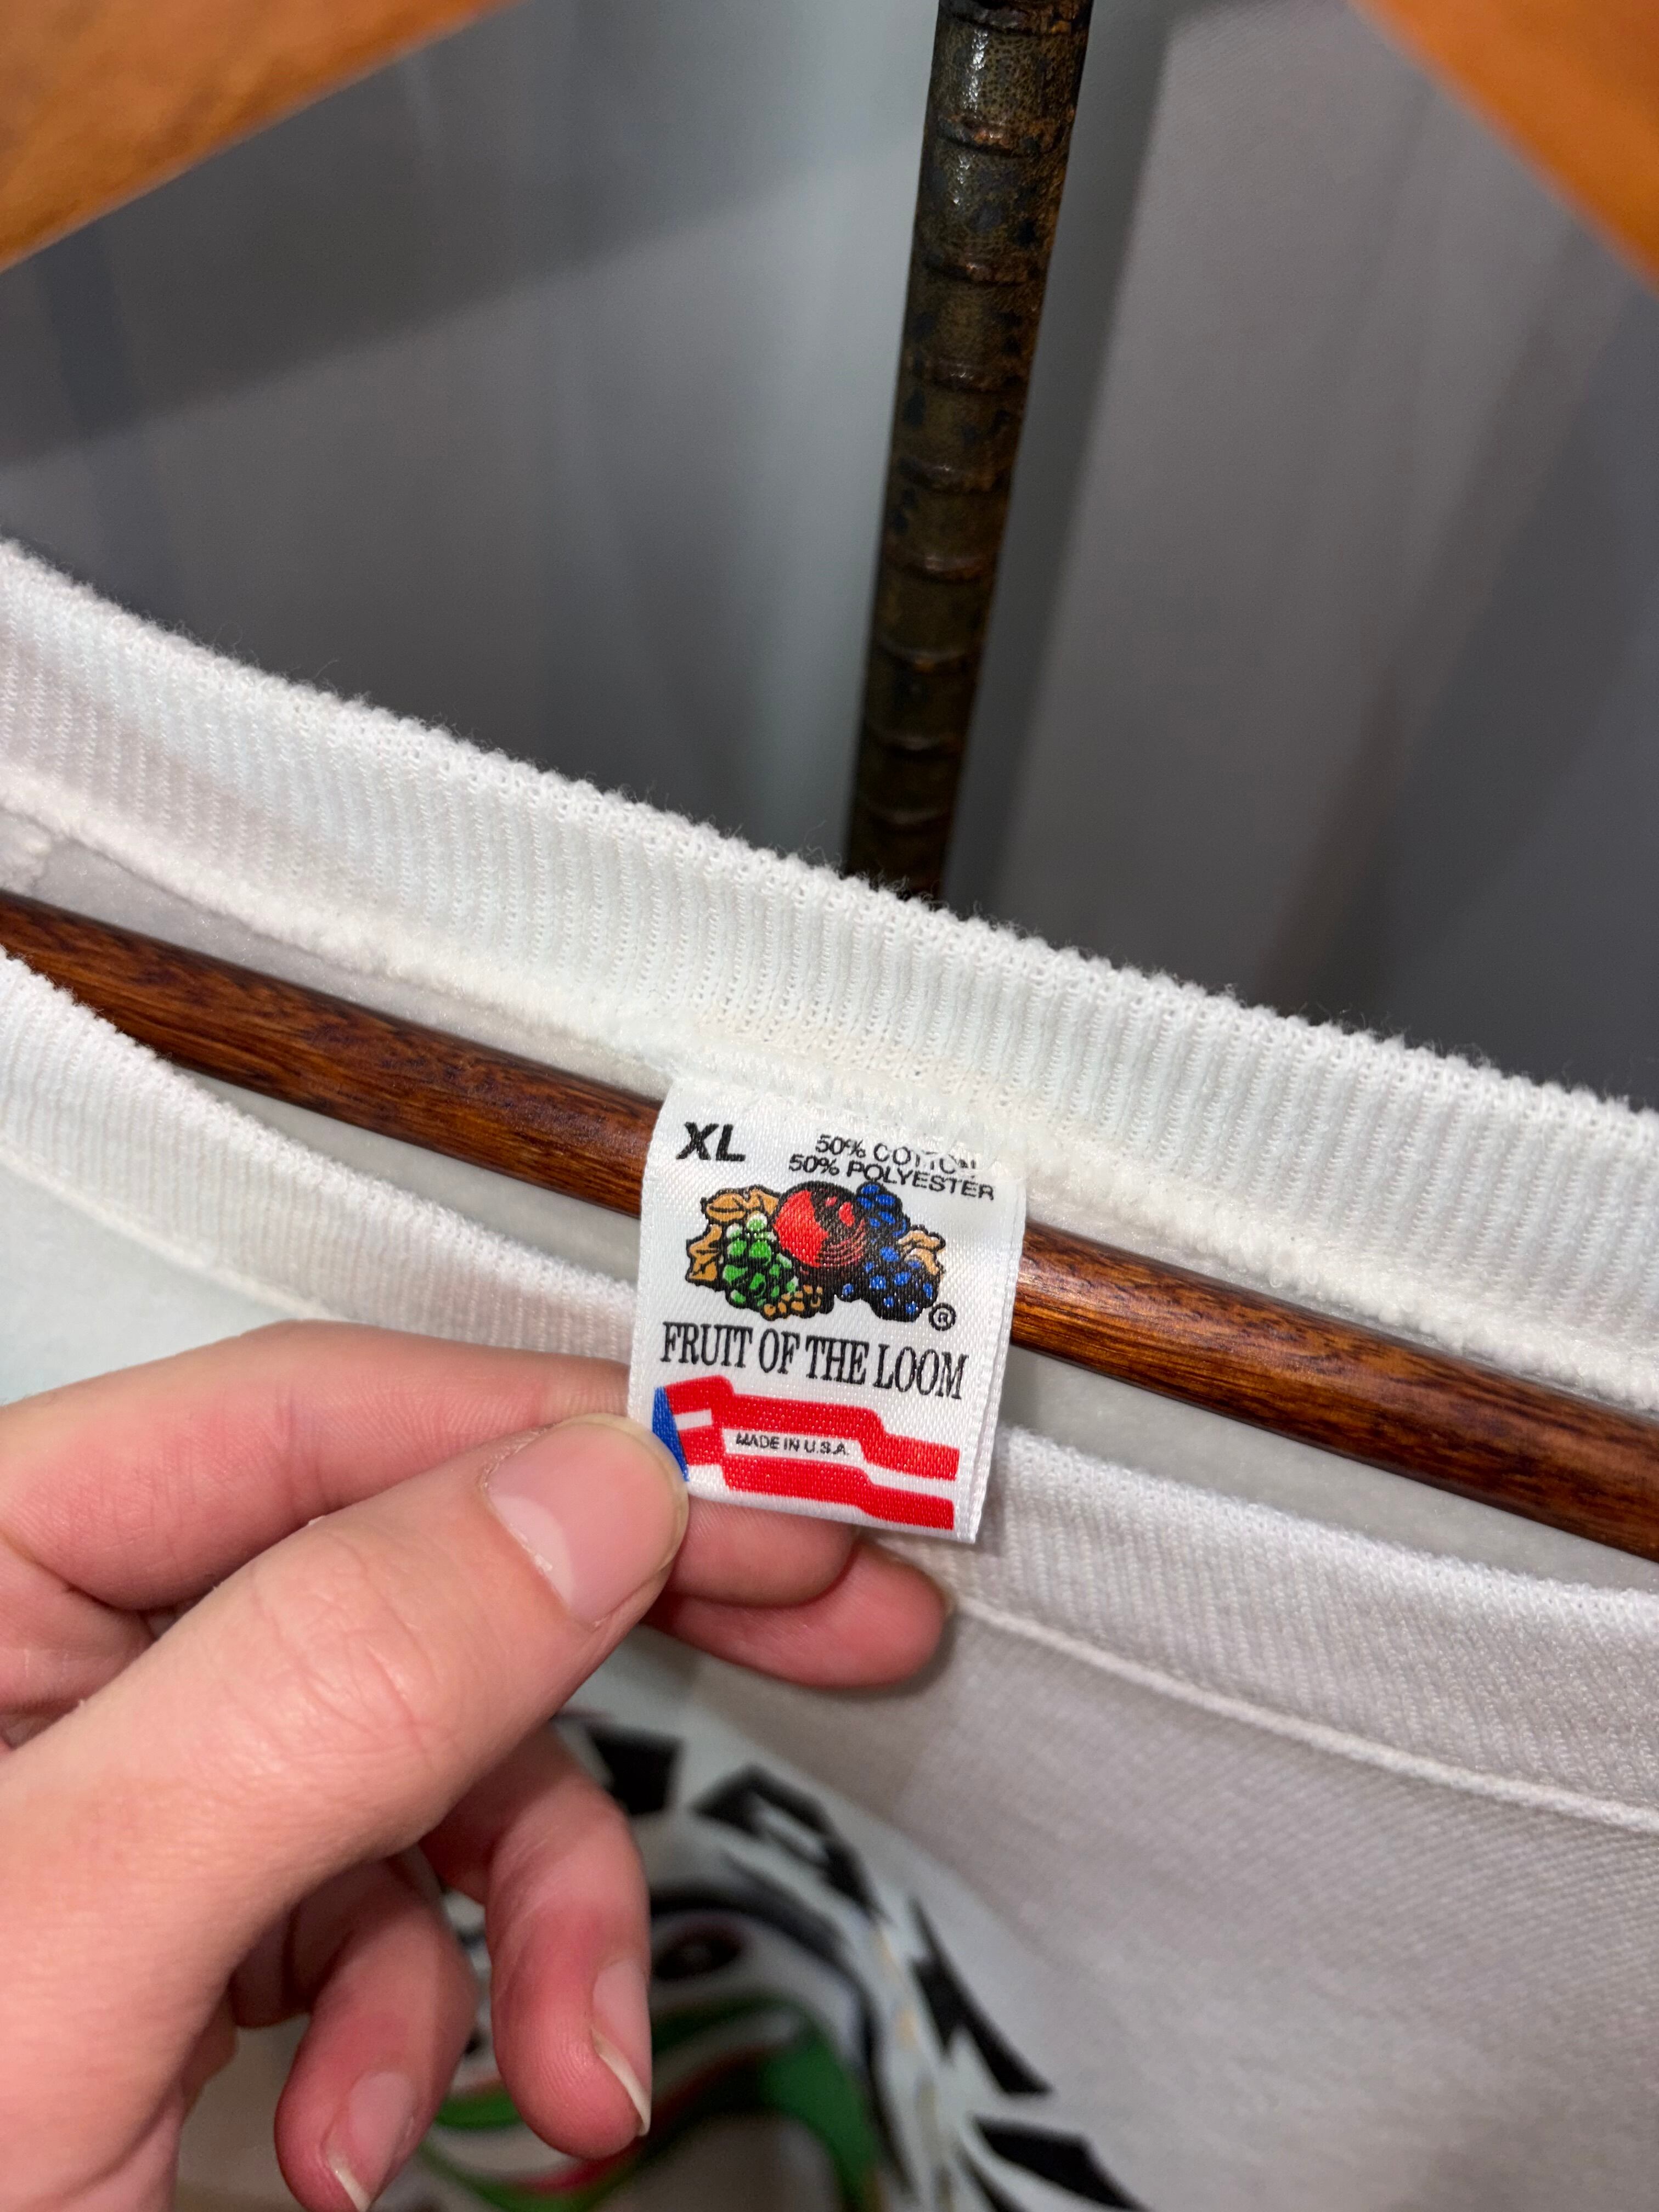 XL
50% COTTON
50% POLYESTER
®
FRUIT OF THE LOOM
MADE IN U.S.A.